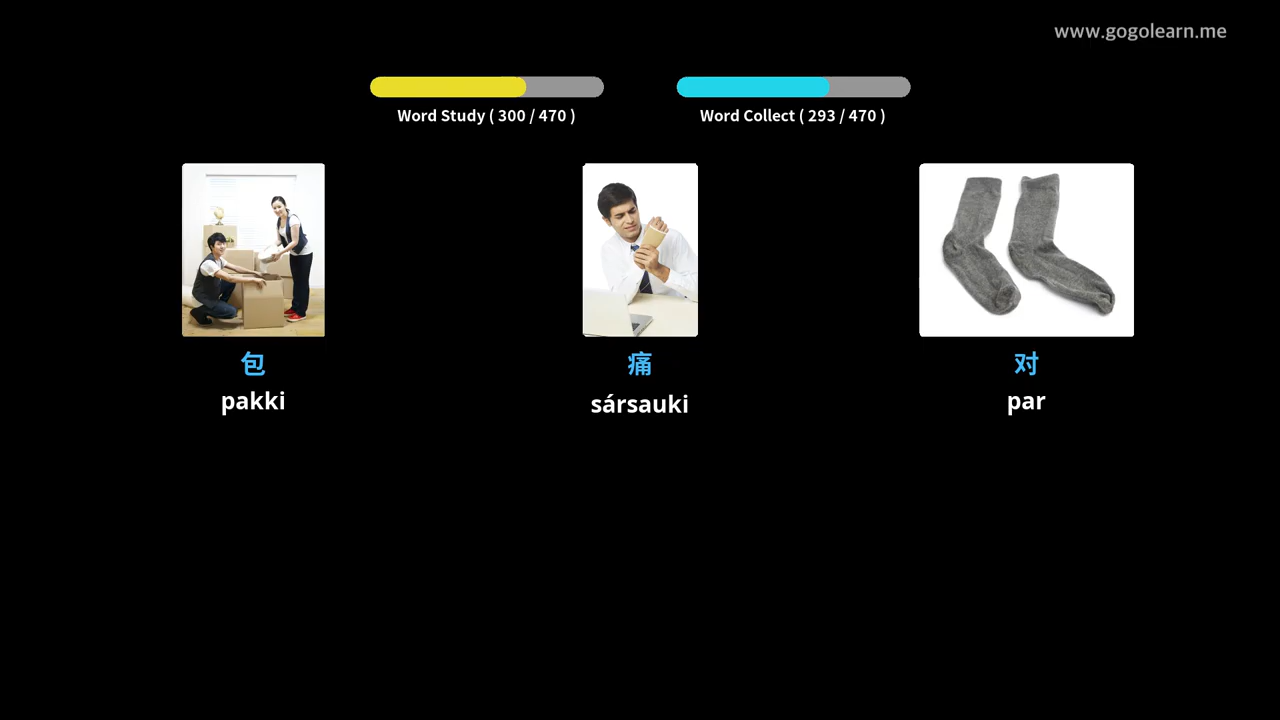 www.gogolearn.me
Word Study ( 300 / 470 )
Word Collect ( 293 / 470 )
包
痛
对
pakki
sársauki
par